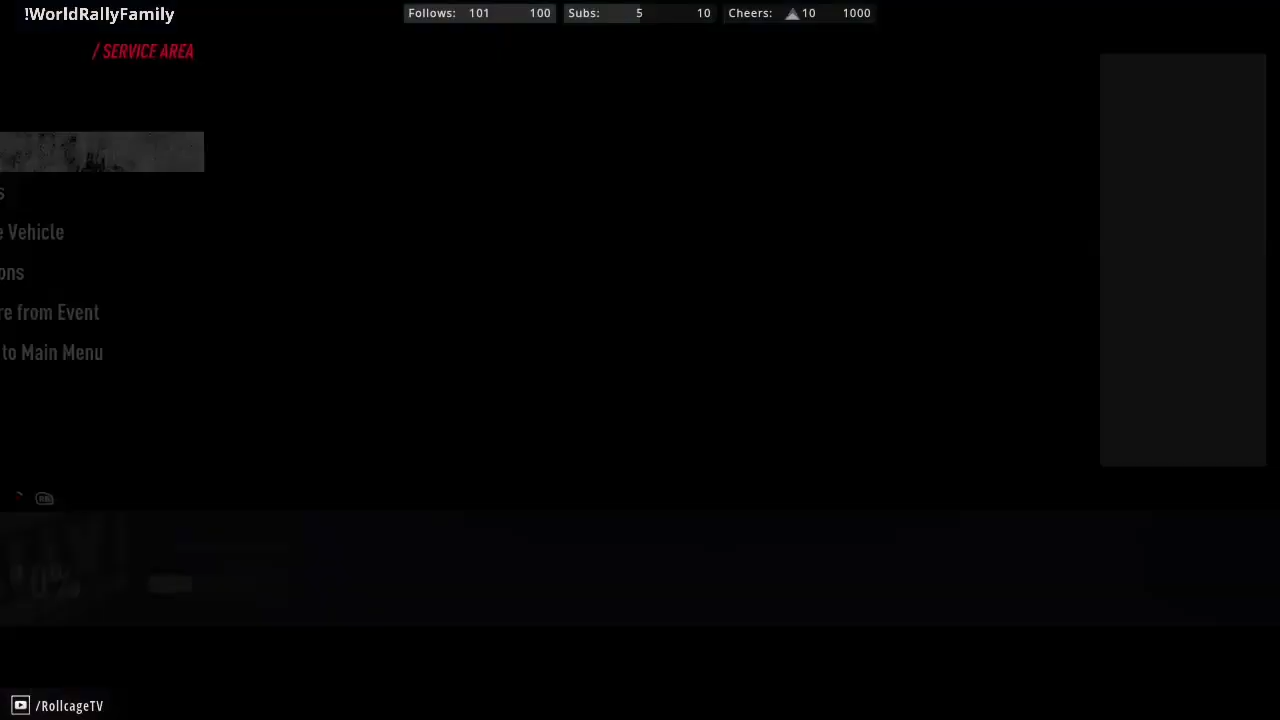 !WorldRallyFamily
Follows: 101 100 Subs: 5 10 Cheers: 10 1000
/ SERVICE AREA
s
e Vehicle
ons
re from Event
to Main Menu
RB
/RollcageTV